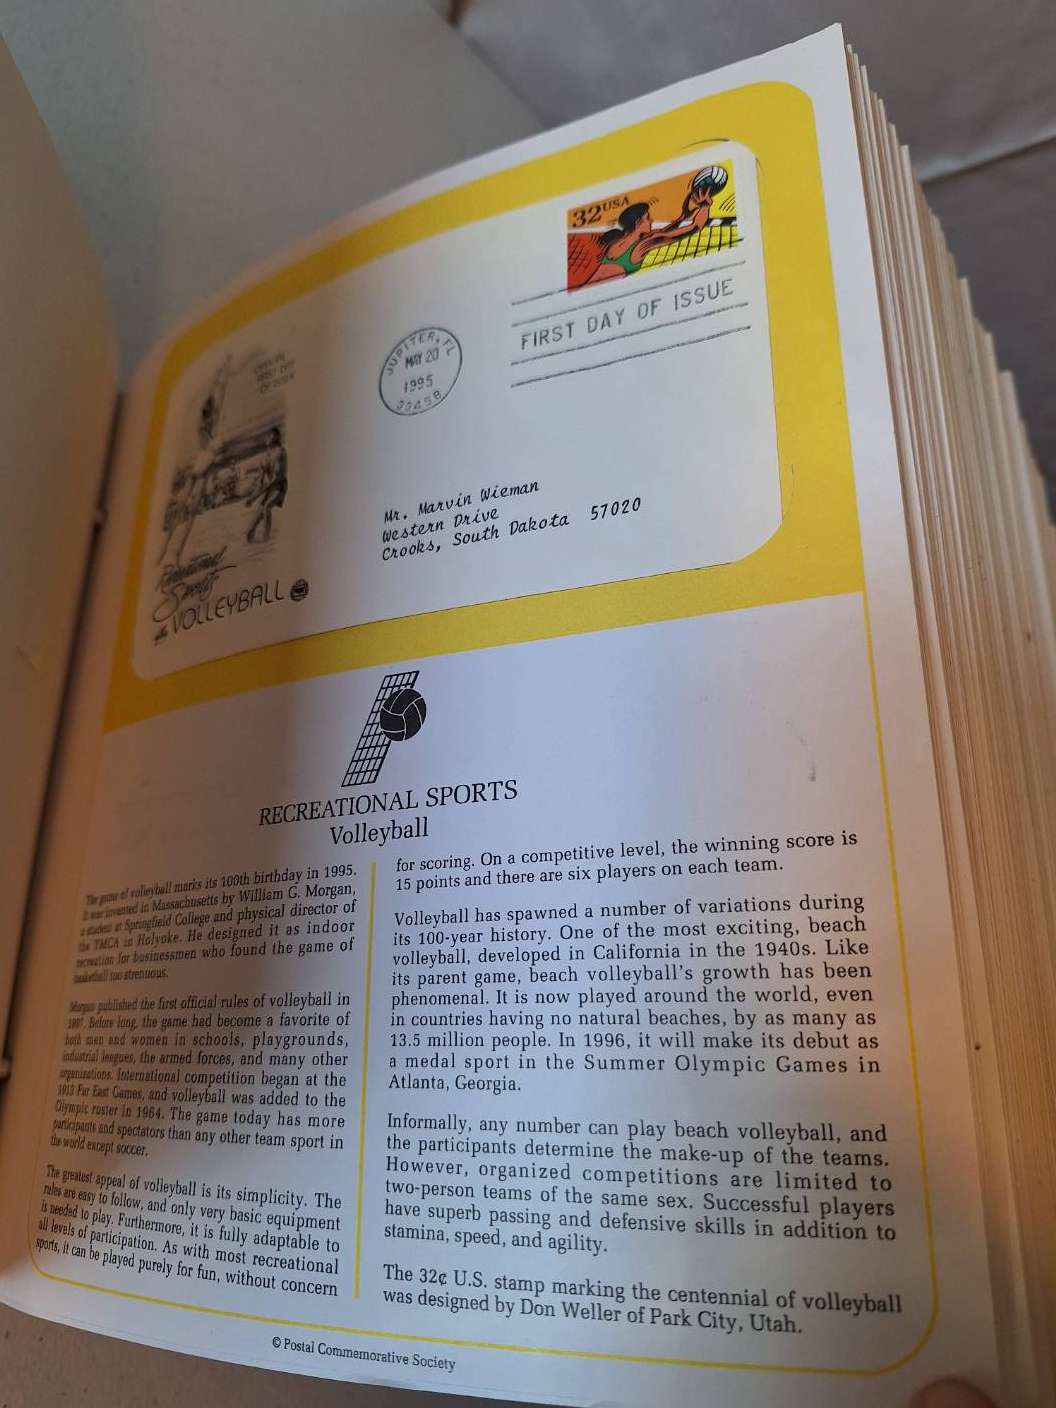 32 USA
FIRST DAY OF ISSUE
JUPITER, FL
MAY 20
1995
33458
OFFICIAL
FIRST DAY
OF ISSUE
Mr. Marvin Wieman
Western Drive
Crooks, South Dakota 57020
Recreational
Sports
VOLLEYBALL
RECREATIONAL SPORTS
Volleyball
The game of volleyball marks its 100th birthday in 1995.
It was invented in Massachusetts by William G. Morgan,
a student at Springfield College and physical director of
the YMCA in Holyoke. He designed it as indoor
recreation for businessmen who found the game of
basketball too strenuous.
Morgan published the first official rules of volleyball in
1897. Before long, the game had become a favorite of
both men and women in schools, playgrounds,
industrial leagues, the armed forces, and many other
organizations. International competition began at the
1913 Far East Games, and volleyball was added to the
Olympic roster in 1964. The game today has more
participants and spectators than any other team sport in
the world except soccer.
The greatest appeal of volleyball is its simplicity. The
rules are easy to follow, and only very basic equipment
is needed to play. Furthermore, it is fully adaptable to
all levels of participation. As with most recreational
sports, it can be played purely for fun, without concern
for scoring. On a competitive level, the winning score is
15 points and there are six players on each team.
Volleyball has spawned a number of variations during
its 100-year history. One of the most exciting, beach
volleyball, developed in California in the 1940s. Like
its parent game, beach volleyball's growth has been
phenomenal. It is now played around the world, even
in countries having no natural beaches, by as many as
13.5 million people. In 1996, it will make its debut as
a medal sport in the Summer Olympic Games in
Atlanta, Georgia.
Informally, any number can play beach volleyball, and
the participants determine the make-up of the teams.
However, organized competitions are limited to
two-person teams of the same sex. Successful players
have superb passing and defensive skills in addition to
stamina, speed, and agility.
The 32¢ U.S. stamp marking the centennial of volleyball
was designed by Don Weller of Park City, Utah.
© Postal Commemorative Society